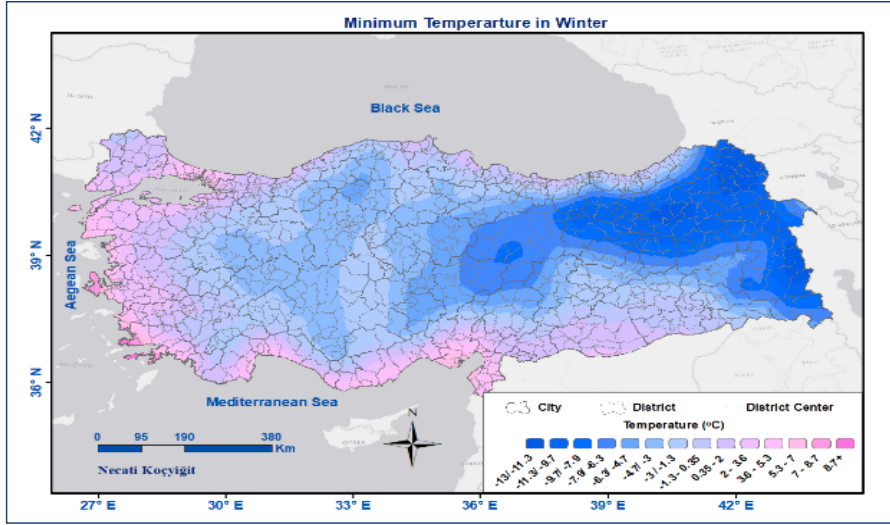 Minimum Temperarture in Winter
42° N
39° N
36° N
Black Sea
Aegean Sea
Mediterranean Sea
N
0 95 190 380
Km
Necati Koçyiğit
City District District Center
Temperature (ºC)
-13/-11.3
-11.3/-9.7
-9.7/-7.9
-7.9/-6.3
-6.3/-4.7
-4.7/-3
-3/-1.3
-1.3- 0.35
0.35 - 2
2 - 3.6
3.6 - 5.3
5.3 - 7
7 - 8.7
8.7+
27° E 30° E 33° E 36° E 39° E 42° E